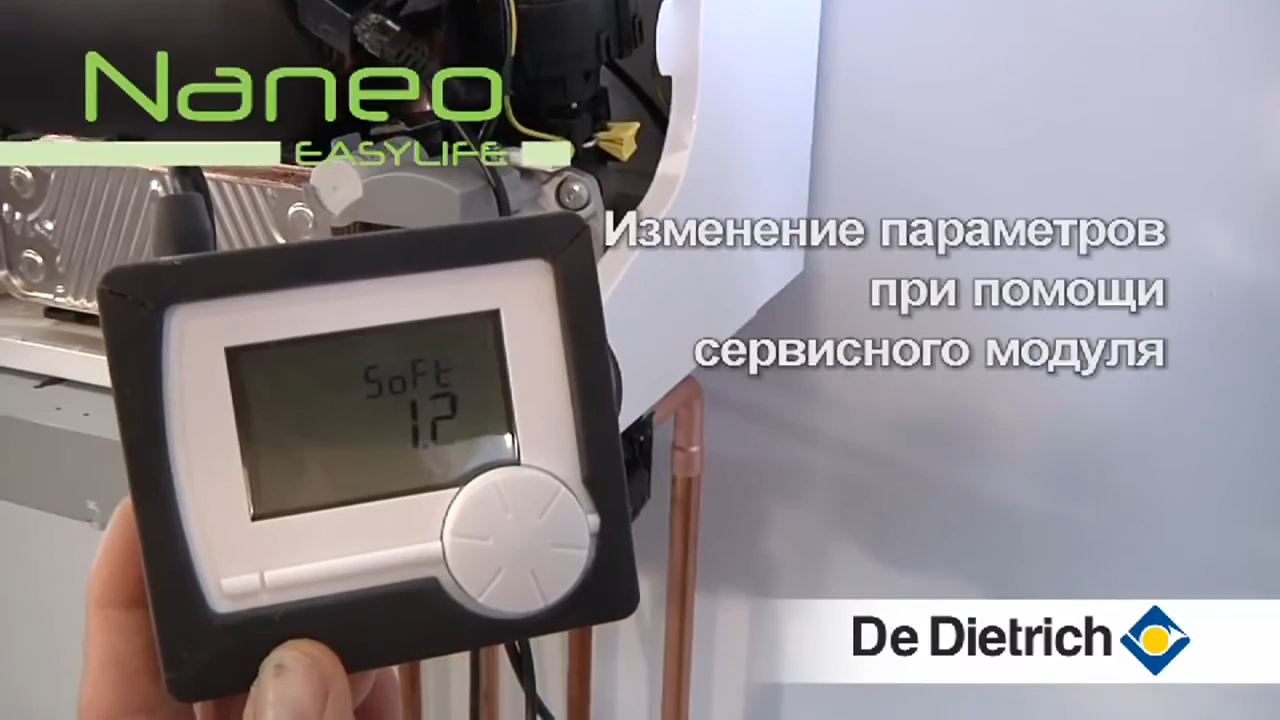 Naneo
EASYLIFE
Изменение параметров
при помощи
сервисного модуля
SoFt
1.2
De Dietrich